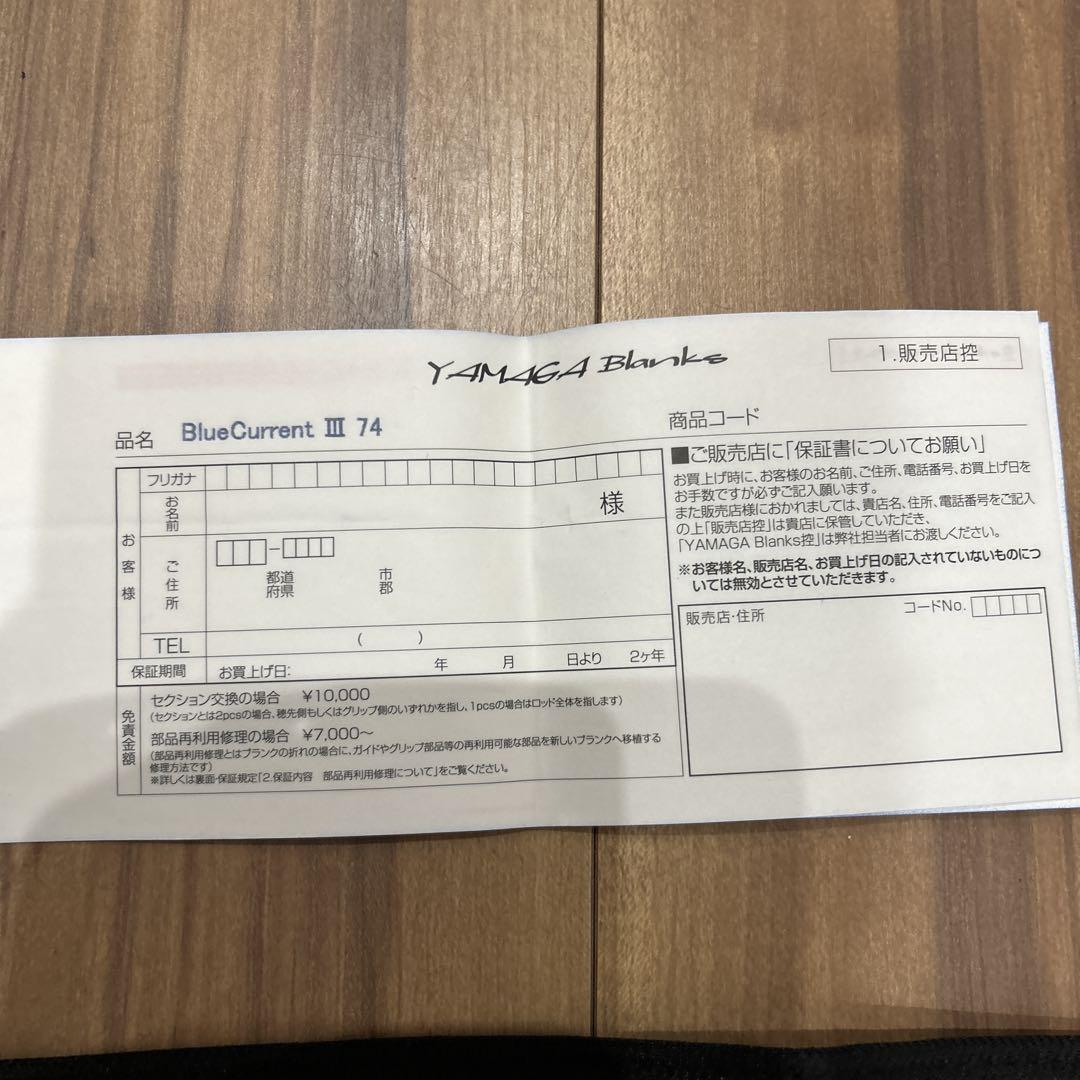 YAMAGA Blanks
1.販売店控
品名 BlueCurrent III 74
商品コード
フリガナ
お名前
様
お客様
ご住所
都道府県
市郡
TEL ( )
保証期間 お買上げ日: 年 月 日より 2ヶ年
免責金額
セクション交換の場合 ¥10,000
(セクションとは2pcsの場合、穂先側もしくはグリップ側のいずれかを指し、1pcsの場合はロッド全体を指します)
部品再利用修理の場合 ¥7,000~
(部品再利用修理とはブランクの折れの場合に、ガイドやグリップ部品等の再利用可能な部品を新しいブランクへ移植する
修理方法です)
※詳しくは裏面・保証規定「2.保証内容 部品再利用修理について」をご覧ください。
■ご販売店に「保証書についてお願い」
お買上げ時に、お客様のお名前、ご住所、電話番号、お買上げ日を
お手数ですが必ずご記入願います。
また販売店様におかれましては、貴店名、住所、電話番号をご記入
の上「販売店控」は貴店に保管していただき、
「YAMAGA Blanks控」は弊社担当者にお渡しください。
※お客様名、販売店名、お買上げ日の記入されていないものにつ
いては無効とさせていただきます。
販売店・住所
コードNo.